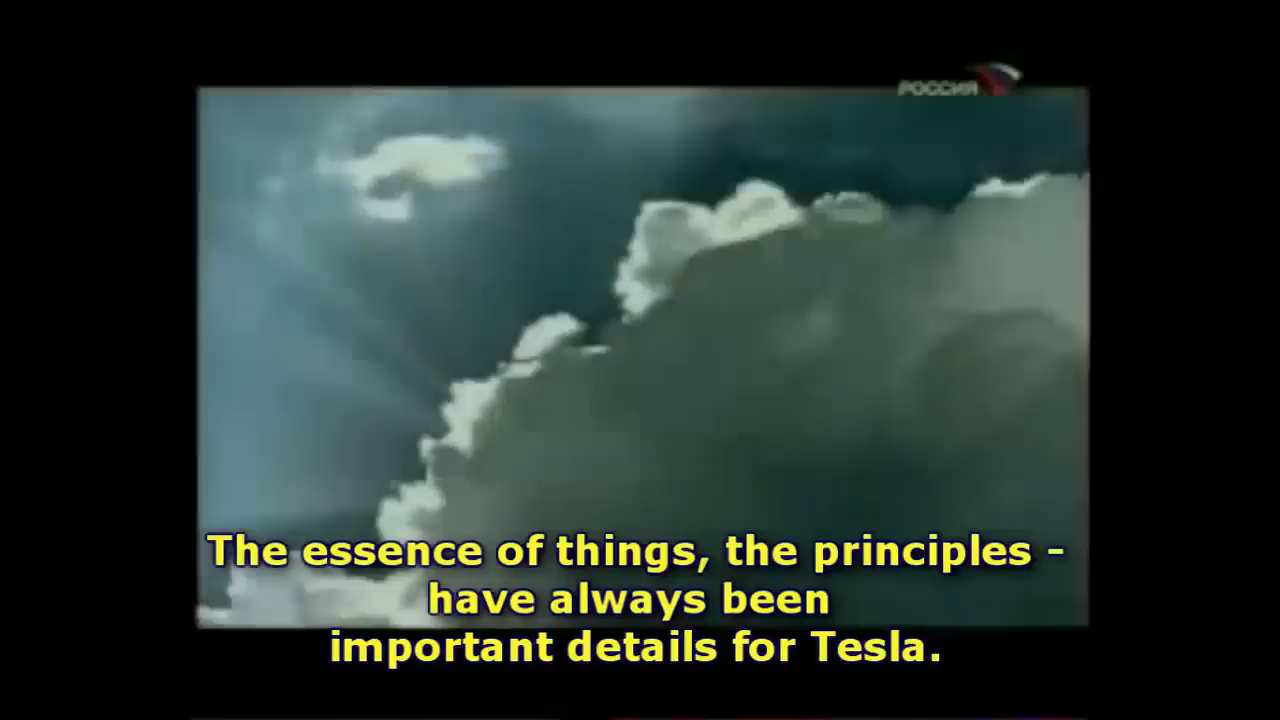 РОССИЯ
The essence of things, the principles -
have always been
important details for Tesla.